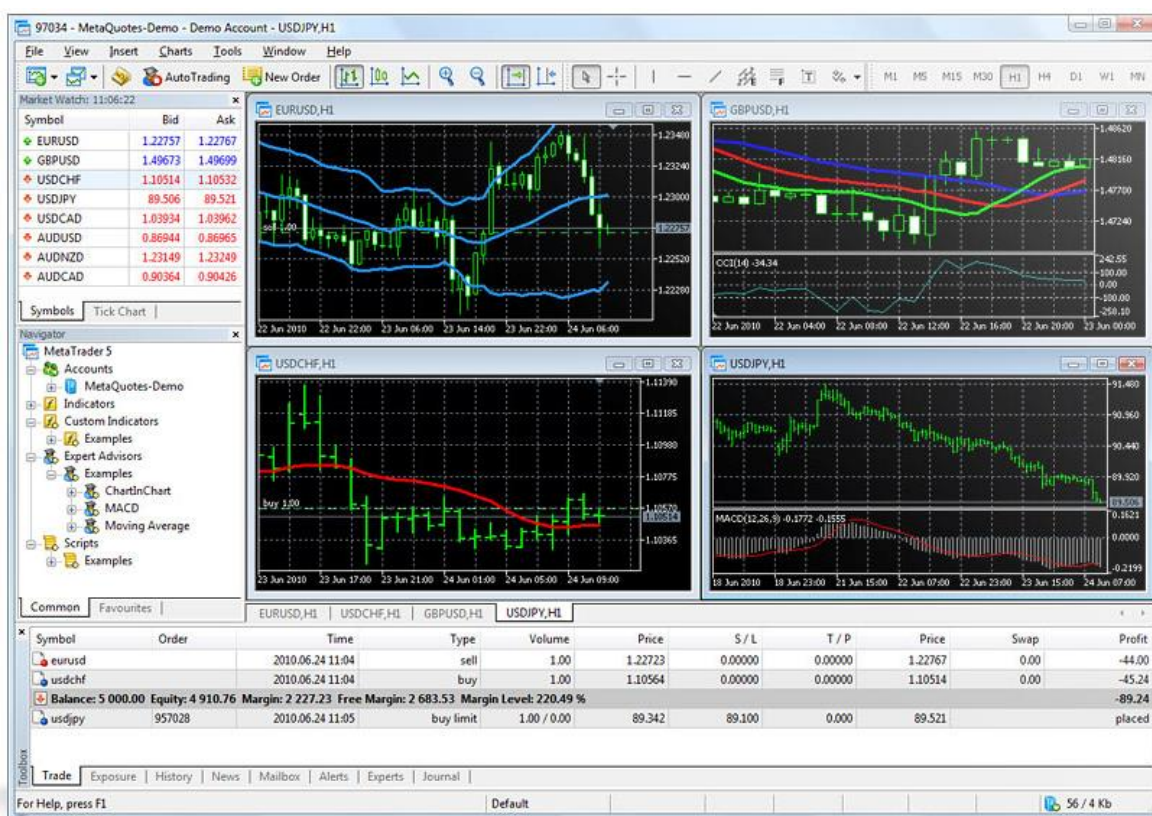 97034 - MetaQuotes-Demo - Demo Account - USDJPY,H1
File View Insert Charts Tools Window Help
AutoTrading New Order M1 M5 M15 M30 H1 H4 D1 W1 MN
Market Watch: 11:06:22
Symbol Bid Ask
EURUSD 1.22757 1.22767
GBPUSD 1.49673 1.49699
USDCHF 1.10514 1.10532
USDJPY 89.506 89.521
USDCAD 1.03934 1.03962
AUDUSD 0.86944 0.86965
AUDNZD 1.23149 1.23249
AUDCAD 0.90364 0.90426
Symbols Tick Chart
Navigator
MetaTrader 5
Accounts
MetaQuotes-Demo
Indicators
Custom Indicators
Examples
Expert Advisors
Examples
ChartInChart
MACD
Moving Average
Scripts
Examples
Common Favourites
EURUSD,H1
1.23480
1.23240
1.23000
sell 1.00
1.22757
1.22520
1.22280
22 Jun 2010 22 Jun 22:00 23 Jun 06:00 23 Jun 14:00 23 Jun 22:00 24 Jun 06:00
GBPUSD,H1
1.48620
1.48160
1.47700
1.47240
CCI(14) -34.34
242.55
100.00
0.00
-100.00
-250.10
22 Jun 2010 22 Jun 04:00 22 Jun 08:00 22 Jun 12:00 22 Jun 16:00 22 Jun 20:00 23 Jun 00:00
USDCHF,H1
1.11390
1.11185
1.10980
1.10775
buy 1.00
1.10570
1.10514
1.10365
23 Jun 2010 23 Jun 17:00 23 Jun 21:00 24 Jun 01:00 24 Jun 05:00 24 Jun 09:00
USDJPY,H1
91.480
90.960
90.440
89.920
89.506
MACD(12,26,9) -0.1772 -0.1555
0.1621
0.0000
-0.2199
18 Jun 2010 18 Jun 23:00 21 Jun 15:00 22 Jun 07:00 22 Jun 23:00 23 Jun 15:00 24 Jun 07:00
EURUSD,H1 USDCHF,H1 GBPUSD,H1 USDJPY,H1
Symbol Order Time Type Volume Price S / L T / P Price Swap Profit
eurusd 2010.06.24 11:04 sell 1.00 1.22723 0.00000 0.00000 1.22767 0.00 -44.00
usdchf 2010.06.24 11:04 buy 1.00 1.10564 0.00000 0.00000 1.10514 0.00 -45.24
Balance: 5 000.00 Equity: 4 910.76 Margin: 2 227.23 Free Margin: 2 683.53 Margin Level: 220.49 % -89.24
usdjpy 957028 2010.06.24 11:05 buy limit 1.00 / 0.00 89.342 89.100 0.000 89.521 placed
Toolbox
Trade Exposure History News Mailbox Alerts Experts Journal
For Help, press F1 Default 56 / 4 Kb